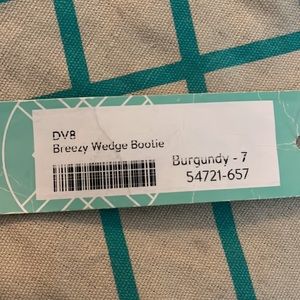 DV8
Breezy Wedge Bootie
Burgundy - 7
54721-657